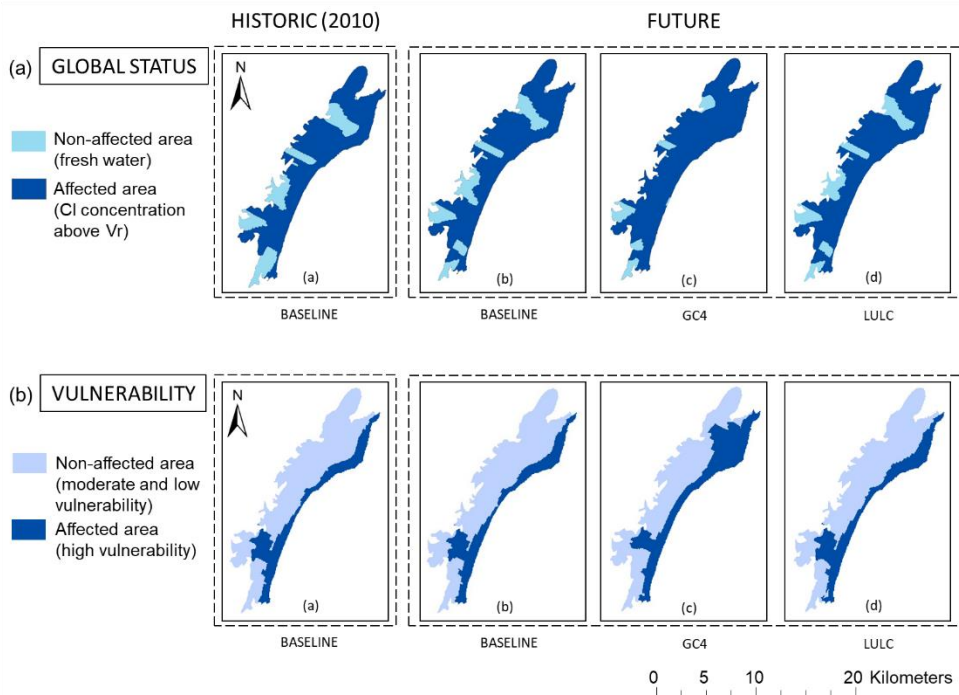 HISTORIC (2010)
FUTURE
(a) GLOBAL STATUS
N
Non-affected area
(fresh water)
Affected area
(Cl concentration
above Vr)
(a)
(b)
(c)
(d)
BASELINE
BASELINE
GC4
LULC
(b) VULNERABILITY
N
Non-affected area
(moderate and low
vulnerability)
Affected area
(high vulnerability)
(a)
(b)
(c)
(d)
BASELINE
BASELINE
GC4
LULC
0 5 10 20 Kilometers